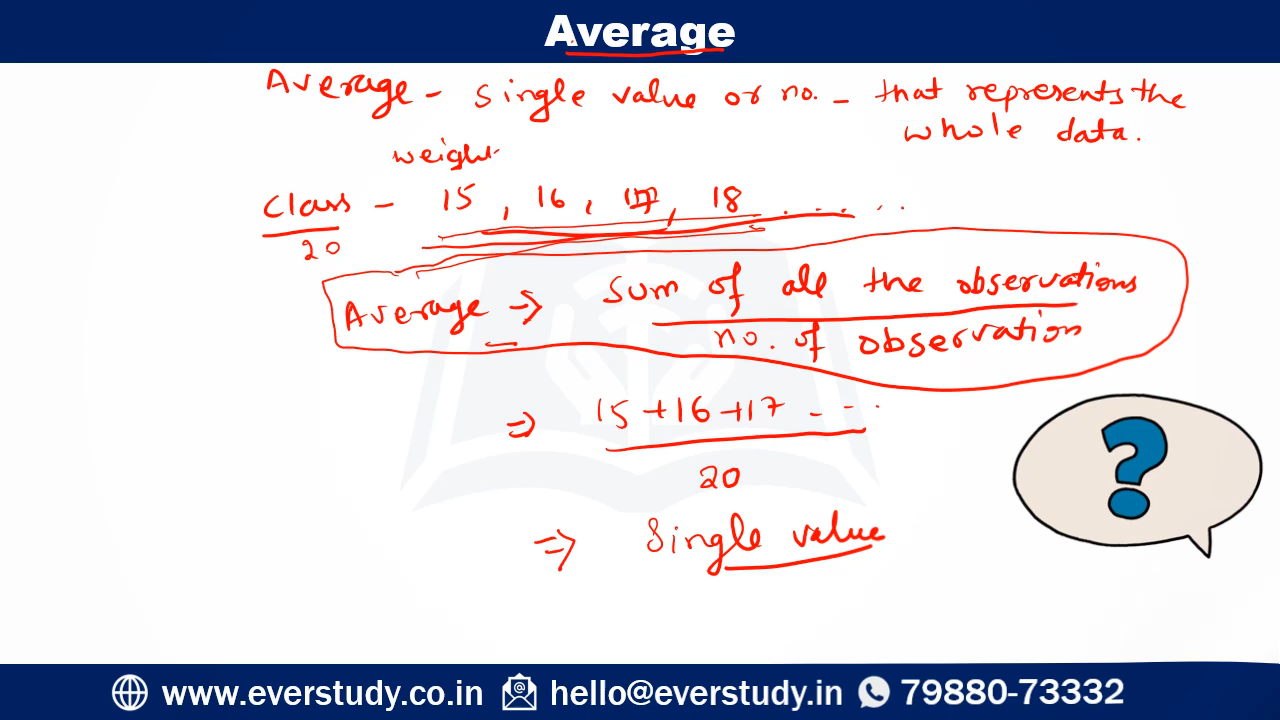 Average
Average - Single value or no. - that represents the
whole data.
weight
Class - 15, 16, 17, 18 . . . . . .
20
Average → Sum of all the observations
no. of observation
⇒ 15 + 16 + 17 - - .
20
⇒ Single value
?
www.everstudy.co.in hello@everstudy.in 79880-73332